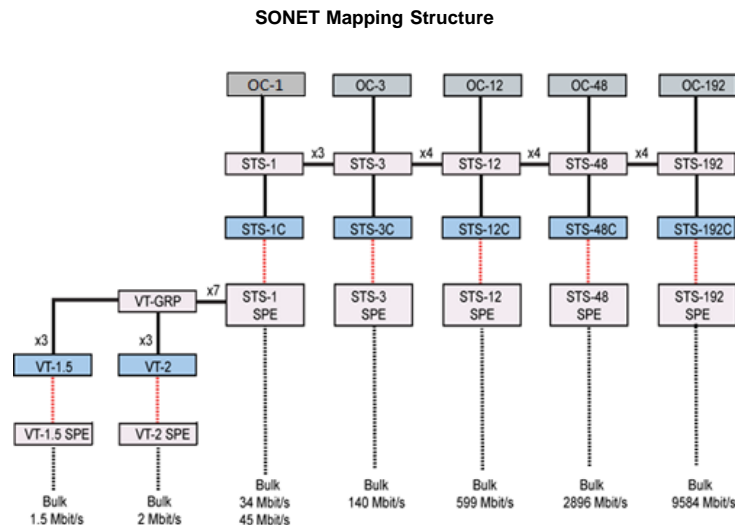 SONET Mapping Structure
OC-1
OC-3
OC-12
OC-48
OC-192
STS-1
x3
STS-3
x4
STS-12
x4
STS-48
x4
STS-192
STS-1C
STS-3C
STS-12C
STS-48C
STS-192C
VT-GRP
x7
STS-1
SPE
STS-3
SPE
STS-12
SPE
STS-48
SPE
STS-192
SPE
x3
x3
VT-1.5
VT-2
VT-1.5 SPE
VT-2 SPE
Bulk
1.5 Mbit/s
Bulk
2 Mbit/s
Bulk
34 Mbit/s
45 Mbit/s
Bulk
140 Mbit/s
Bulk
599 Mbit/s
Bulk
2896 Mbit/s
Bulk
9584 Mbit/s